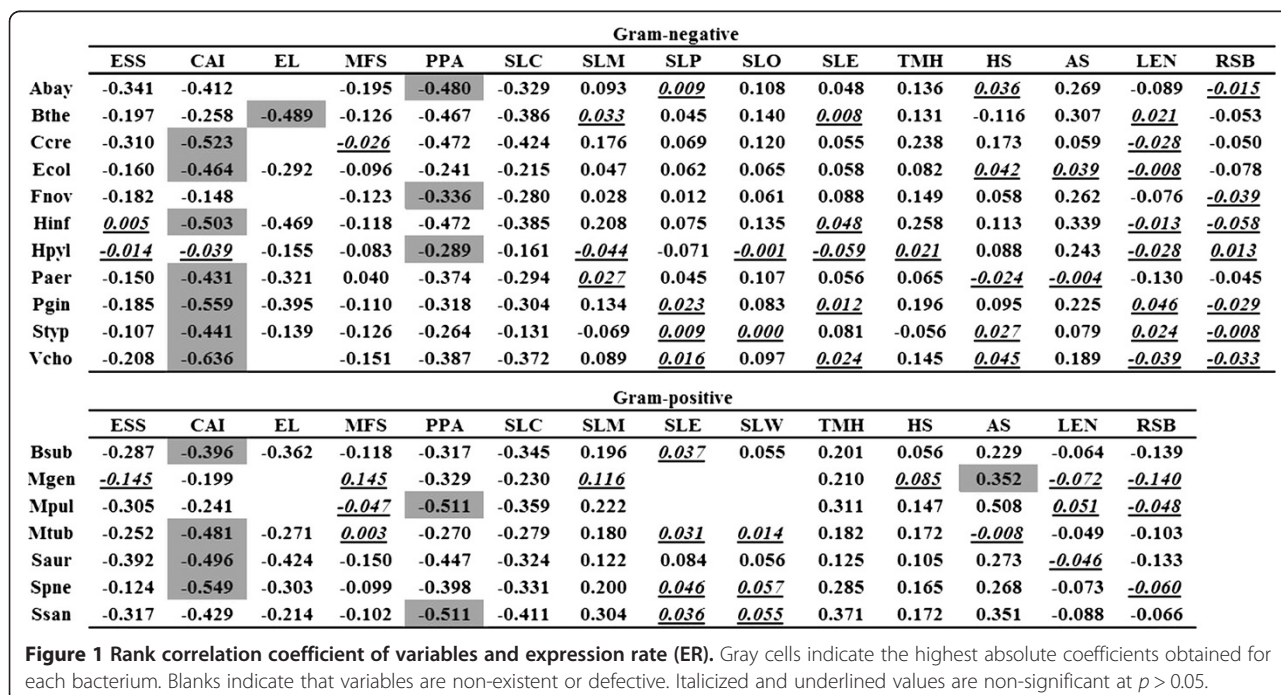 Gram-negative
ESS CAI EL MFS PPA SLC SLM SLP SLO SLE TMH HS AS LEN RSB
Abay -0.341 -0.412 -0.195 -0.480 -0.329 0.093 0.009 0.108 0.048 0.136 0.036 0.269 -0.089 -0.015
Bthe -0.197 -0.258 -0.489 -0.126 -0.467 -0.386 0.033 0.045 0.140 0.008 0.131 -0.116 0.307 0.021 -0.053
Ccre -0.310 -0.523 -0.026 -0.472 -0.424 0.176 0.069 0.120 0.055 0.238 0.173 0.059 -0.028 -0.050
Ecol -0.160 -0.464 -0.292 -0.096 -0.241 -0.215 0.047 0.062 0.065 0.058 0.082 0.042 0.039 -0.008 -0.078
Fnov -0.182 -0.148 -0.123 -0.336 -0.280 0.028 0.012 0.061 0.088 0.149 0.058 0.262 -0.076 -0.039
Hinf 0.005 -0.503 -0.469 -0.118 -0.472 -0.385 0.208 0.075 0.135 0.048 0.258 0.113 0.339 -0.013 -0.058
Hpyl -0.014 -0.039 -0.155 -0.083 -0.289 -0.161 -0.044 -0.071 -0.001 -0.059 0.021 0.088 0.243 -0.028 0.013
Paer -0.150 -0.431 -0.321 0.040 -0.374 -0.294 0.027 0.045 0.107 0.056 0.065 -0.024 -0.004 -0.130 -0.045
Pgin -0.185 -0.559 -0.395 -0.110 -0.318 -0.304 0.134 0.023 0.083 0.012 0.196 0.095 0.225 0.046 -0.029
Styp -0.107 -0.441 -0.139 -0.126 -0.264 -0.131 -0.069 0.009 0.000 0.081 -0.056 0.027 0.079 0.024 -0.008
Vcho -0.208 -0.636 -0.151 -0.387 -0.372 0.089 0.016 0.097 0.024 0.145 0.045 0.189 -0.039 -0.033
Gram-positive
ESS CAI EL MFS PPA SLC SLM SLE SLW TMH HS AS LEN RSB
Bsub -0.287 -0.396 -0.362 -0.118 -0.317 -0.345 0.196 0.037 0.055 0.201 0.056 0.229 -0.064 -0.139
Mgen -0.145 -0.199 0.145 -0.329 -0.230 0.116 0.210 0.085 0.352 -0.072 -0.140
Mpul -0.305 -0.241 -0.047 -0.511 -0.359 0.222 0.311 0.147 0.508 0.051 -0.048
Mtub -0.252 -0.481 -0.271 0.003 -0.270 -0.279 0.180 0.031 0.014 0.182 0.172 -0.008 -0.049 -0.103
Saur -0.392 -0.496 -0.424 -0.150 -0.447 -0.324 0.122 0.084 0.056 0.125 0.105 0.273 -0.046 -0.133
Spne -0.124 -0.549 -0.303 -0.099 -0.398 -0.331 0.200 0.046 0.057 0.285 0.165 0.268 -0.073 -0.060
Ssan -0.317 -0.429 -0.214 -0.102 -0.511 -0.411 0.304 0.036 0.055 0.371 0.172 0.351 -0.088 -0.066
Figure 1 Rank correlation coefficient of variables and expression rate (ER). Gray cells indicate the highest absolute coefficients obtained for
each bacterium. Blanks indicate that variables are non-existent or defective. Italicized and underlined values are non-significant at p > 0.05.